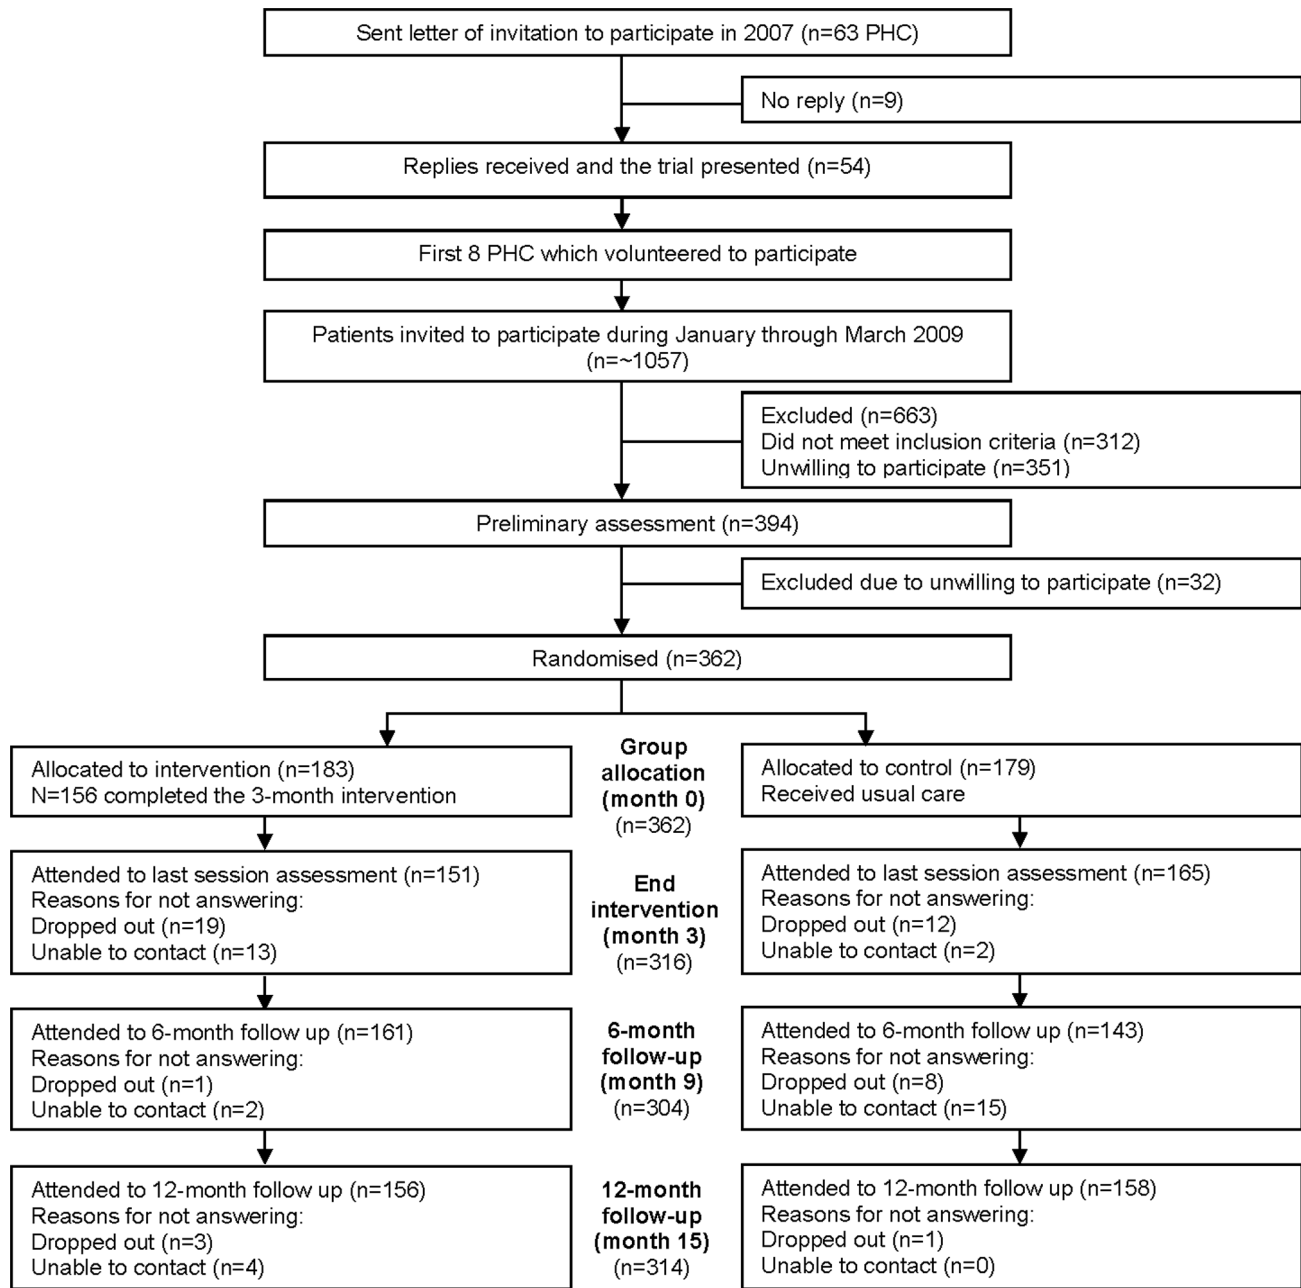 Sent letter of invitation to participate in 2007 (n=63 PHC)
No reply (n=9)
Replies received and the trial presented (n=54)
First 8 PHC which volunteered to participate
Patients invited to participate during January through March 2009
(n=~1057)
Excluded (n=663)
Did not meet inclusion criteria (n=312)
Unwilling to participate (n=351)
Preliminary assessment (n=394)
Excluded due to unwilling to participate (n=32)
Randomised (n=362)
Allocated to intervention (n=183)
N=156 completed the 3-month intervention
Group
allocation
(month 0)
(n=362)
Allocated to control (n=179)
Received usual care
Attended to last session assessment (n=151)
Reasons for not answering:
Dropped out (n=19)
Unable to contact (n=13)
End
intervention
(month 3)
(n=316)
Attended to last session assessment (n=165)
Reasons for not answering:
Dropped out (n=12)
Unable to contact (n=2)
Attended to 6-month follow up (n=161)
Reasons for not answering:
Dropped out (n=1)
Unable to contact (n=2)
6-month
follow-up
(month 9)
(n=304)
Attended to 6-month follow up (n=143)
Reasons for not answering:
Dropped out (n=8)
Unable to contact (n=15)
Attended to 12-month follow up (n=156)
Reasons for not answering:
Dropped out (n=3)
Unable to contact (n=4)
12-month
follow-up
(month 15)
(n=314)
Attended to 12-month follow up (n=158)
Reasons for not answering:
Dropped out (n=1)
Unable to contact (n=0)